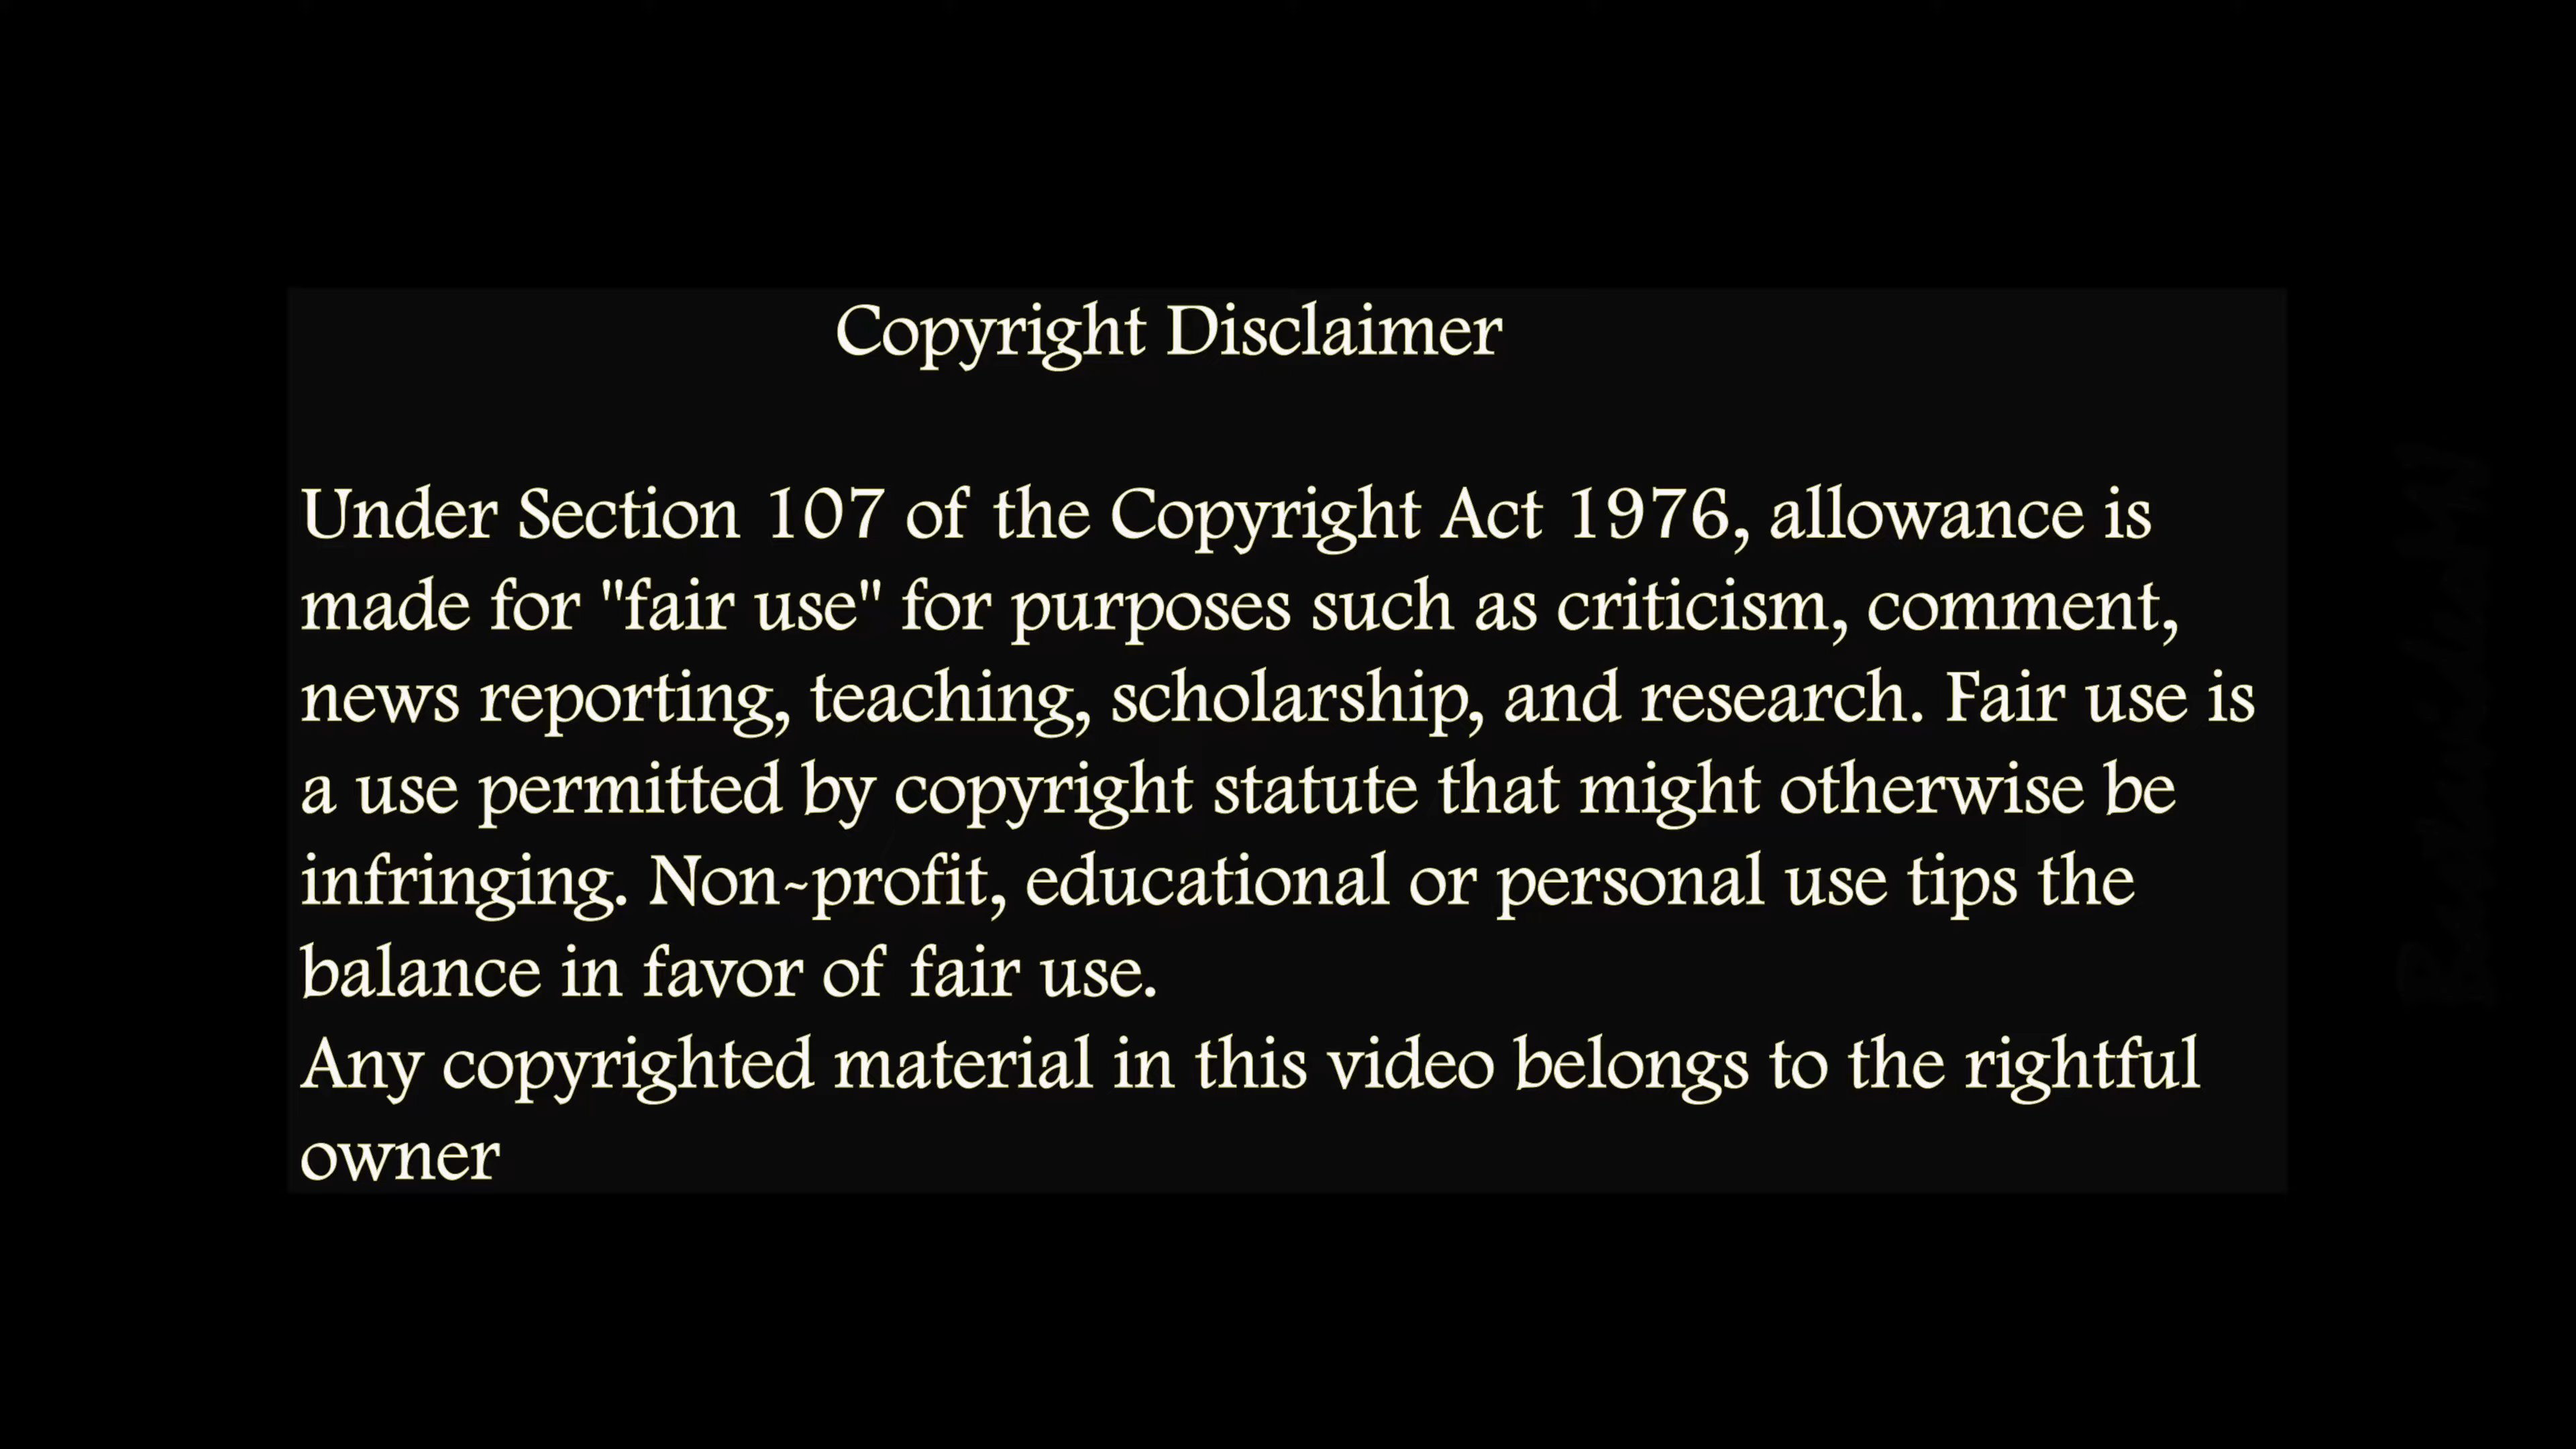 Copyright Disclaimer
Under Section 107 of the Copyright Act 1976, allowance is
made for "fair use" for purposes such as criticism, comment,
news reporting, teaching, scholarship, and research. Fair use is
a use permitted by copyright statute that might otherwise be
infringing. Non-profit, educational or personal use tips the
balance in favor of fair use.
Any copyrighted material in this video belongs to the rightful
owner